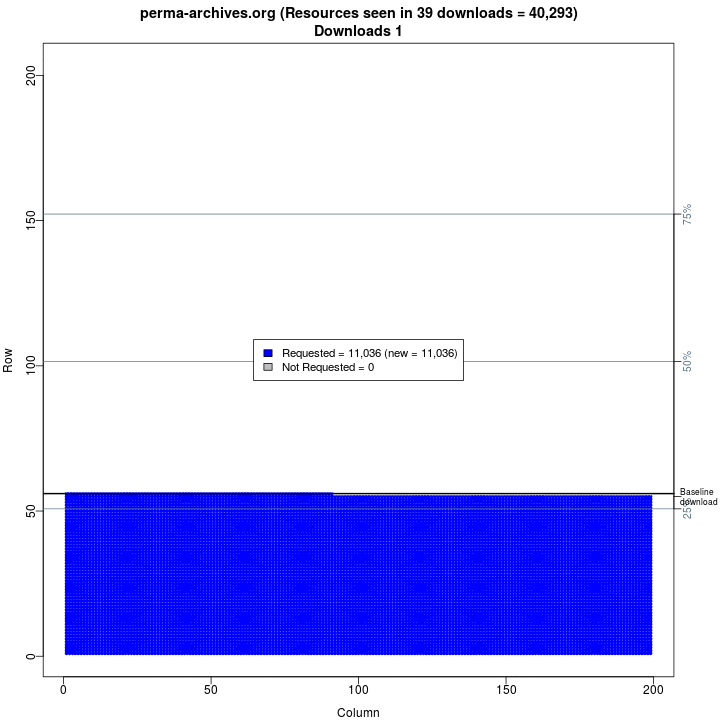 perma-archives.org (Resources seen in 39 downloads = 40,293)
Downloads 1
200
150
100
50
0
Row
75%
50%
25%
Requested = 11,036 (new = 11,036)
Not Requested = 0
Baseline
download
0 50 100 150 200
Column